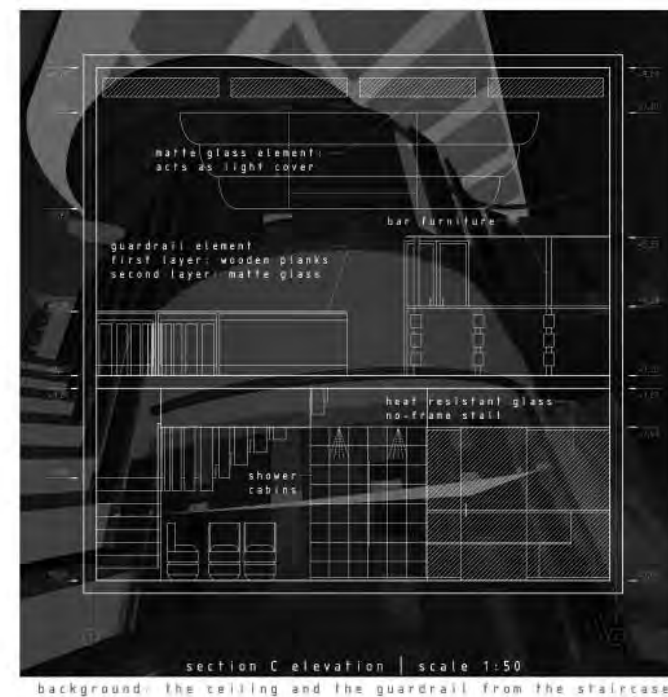 matte glass element:
acts as light cover
bar furniture
guardrail element
first layer: wooden planks
second layer: matte glass
heat resistant glass
no-frame stall
shower
cabins
section C elevation | scale 1:50
background: the ceiling and the guardrail from the staircase